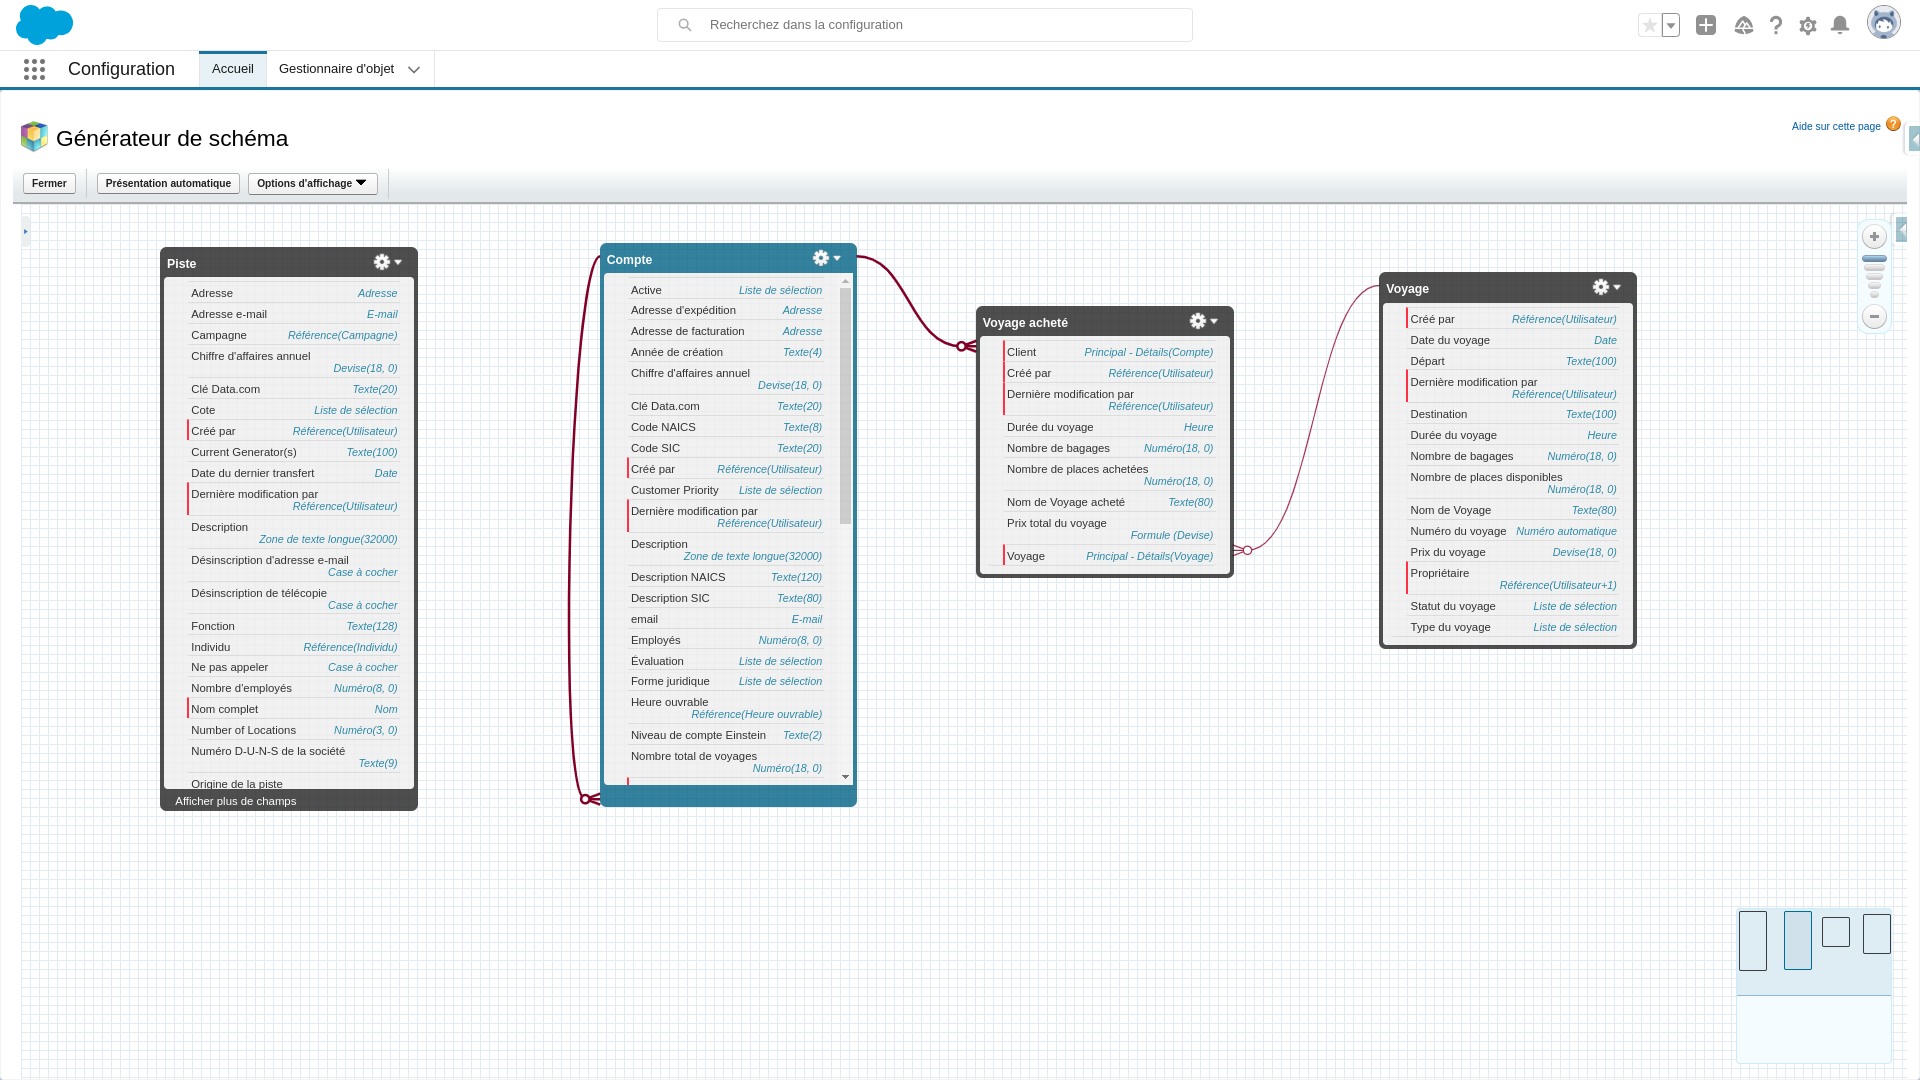 Recherchez dans la configuration
Configuration
Accueil
Gestionnaire d'objet
Générateur de schéma
Aide sur cette page
Fermer
Présentation automatique
Options d'affichage
Piste
Adresse Adresse
Adresse e-mail E-mail
Campagne Référence(Campagne)
Chiffre d'affaires annuel
Devise(18, 0)
Clé Data.com Texte(20)
Cote Liste de sélection
Créé par Référence(Utilisateur)
Current Generator(s) Texte(100)
Date du dernier transfert Date
Dernière modification par
Référence(Utilisateur)
Description
Zone de texte longue(32000)
Désinscription d'adresse e-mail
Case à cocher
Désinscription de télécopie
Case à cocher
Fonction Texte(128)
Individu Référence(Individu)
Ne pas appeler Case à cocher
Nombre d'employés Numéro(8, 0)
Nom complet Nom
Number of Locations Numéro(3, 0)
Numéro D-U-N-S de la société
Texte(9)
Origine de la piste
Afficher plus de champs
Compte
Active Liste de sélection
Adresse d'expédition Adresse
Adresse de facturation Adresse
Année de création Texte(4)
Chiffre d'affaires annuel
Devise(18, 0)
Clé Data.com Texte(20)
Code NAICS Texte(8)
Code SIC Texte(20)
Créé par Référence(Utilisateur)
Customer Priority Liste de sélection
Dernière modification par
Référence(Utilisateur)
Description
Zone de texte longue(32000)
Description NAICS Texte(120)
Description SIC Texte(80)
email E-mail
Employés Numéro(8, 0)
Évaluation Liste de sélection
Forme juridique Liste de sélection
Heure ouvrable
Référence(Heure ouvrable)
Niveau de compte Einstein Texte(2)
Nombre total de voyages
Numéro(18, 0)
Voyage acheté
Client Principal - Détails(Compte)
Créé par Référence(Utilisateur)
Dernière modification par
Référence(Utilisateur)
Durée du voyage Heure
Nombre de bagages Numéro(18, 0)
Nombre de places achetées
Numéro(18, 0)
Nom de Voyage acheté Texte(80)
Prix total du voyage
Formule (Devise)
Voyage Principal - Détails(Voyage)
Voyage
Créé par Référence(Utilisateur)
Date du voyage Date
Départ Texte(100)
Dernière modification par
Référence(Utilisateur)
Destination Texte(100)
Durée du voyage Heure
Nombre de bagages Numéro(18, 0)
Nombre de places disponibles
Numéro(18, 0)
Nom de Voyage Texte(80)
Numéro du voyage Numéro automatique
Prix du voyage Devise(18, 0)
Propriétaire
Référence(Utilisateur+1)
Statut du voyage Liste de sélection
Type du voyage Liste de sélection